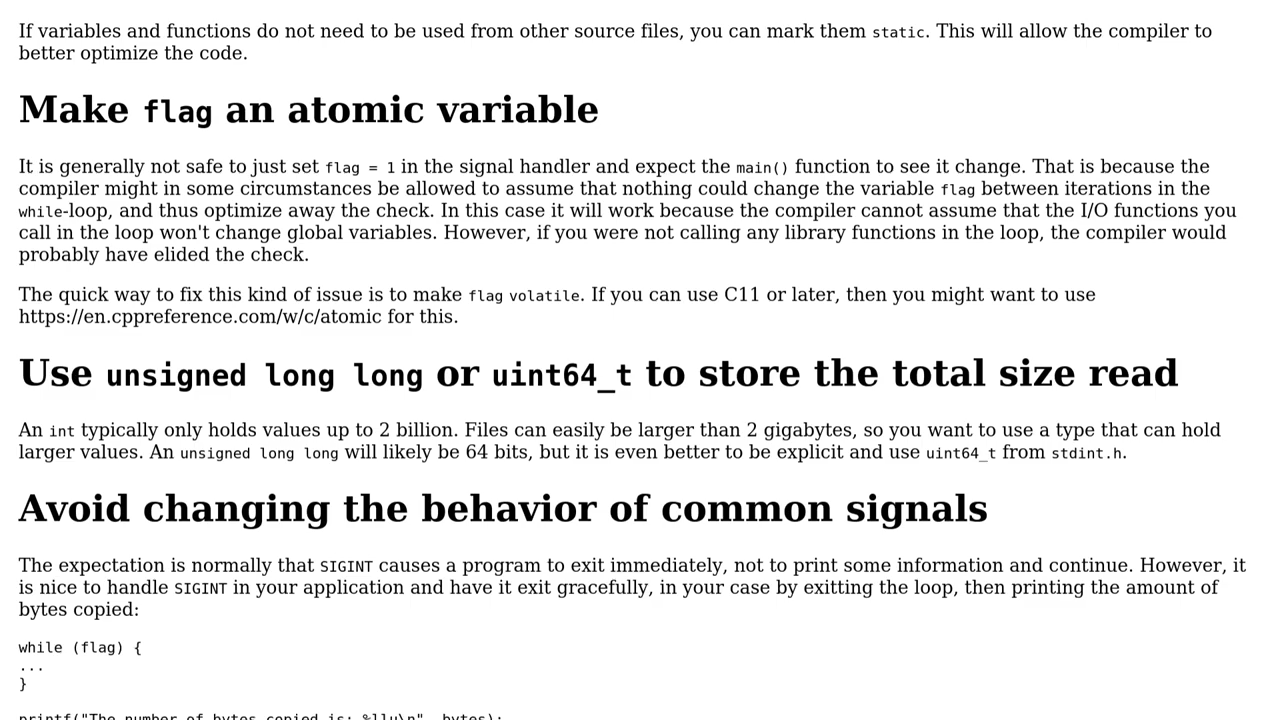 If variables and functions do not need to be used from other source files, you can mark them static. This will allow the compiler to
better optimize the code.
Make flag an atomic variable
It is generally not safe to just set flag = 1 in the signal handler and expect the main() function to see it change. That is because the
compiler might in some circumstances be allowed to assume that nothing could change the variable flag between iterations in the
while-loop, and thus optimize away the check. In this case it will work because the compiler cannot assume that the I/O functions you
call in the loop won't change global variables. However, if you were not calling any library functions in the loop, the compiler would
probably have elided the check.
The quick way to fix this kind of issue is to make flag volatile. If you can use C11 or later, then you might want to use
https://en.cppreference.com/w/c/atomic for this.
Use unsigned long long or uint64_t to store the total size read
An int typically only holds values up to 2 billion. Files can easily be larger than 2 gigabytes, so you want to use a type that can hold
larger values. An unsigned long long will likely be 64 bits, but it is even better to be explicit and use uint64_t from stdint.h.
Avoid changing the behavior of common signals
The expectation is normally that SIGINT causes a program to exit immediately, not to print some information and continue. However, it
is nice to handle SIGINT in your application and have it exit gracefully, in your case by exiting the loop, then printing the amount of
bytes copied:
while (flag) {
...
}
printf("The number of bytes copied is: %llu\n", bytes);